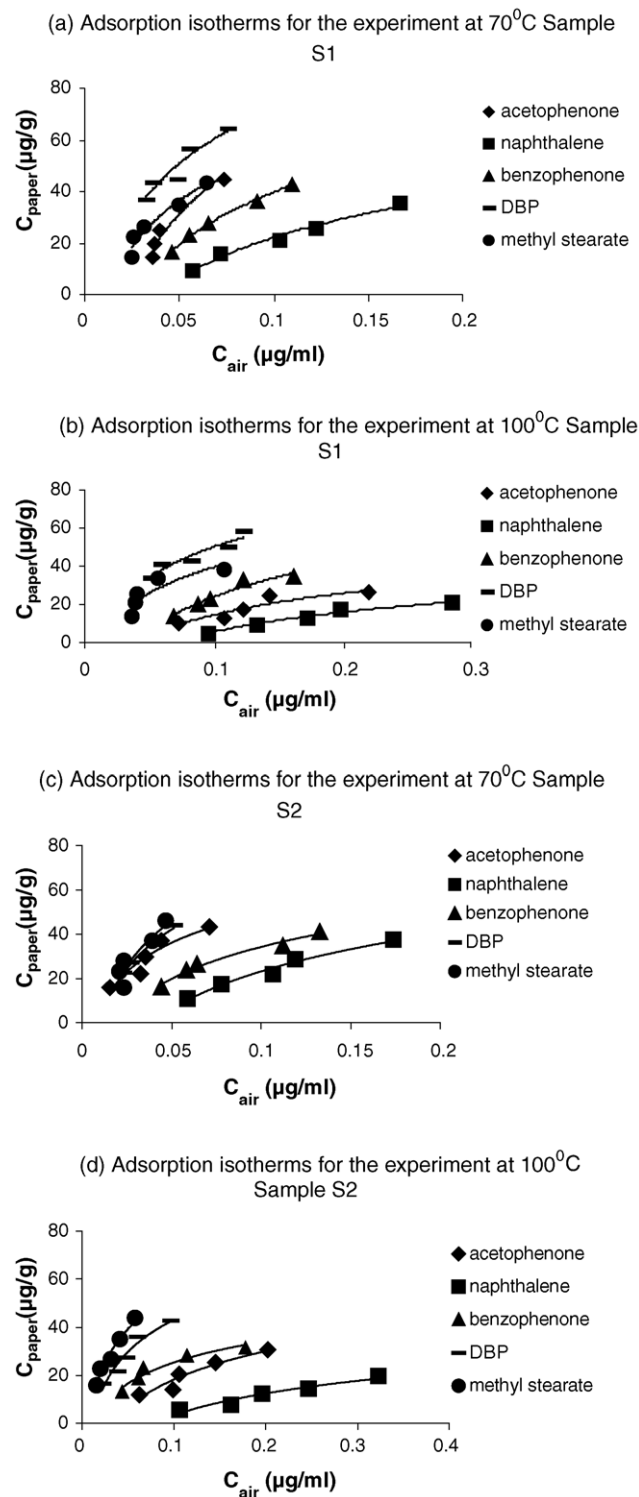 (a) Adsorption isotherms for the experiment at 70⁰C Sample
S1
80
60
40
20
0
C_paper(µg/g)
0
0.05
0.1
0.15
0.2
C_air (µg/ml)
acetophenone
naphthalene
benzophenone
DBP
methyl stearate
(b) Adsorption isotherms for the experiment at 100⁰C Sample
S1
80
60
40
20
0
C_paper(µg/g)
0
0.1
0.2
0.3
C_air (µg/ml)
acetophenone
naphthalene
benzophenone
DBP
methyl stearate
(c) Adsorption isotherms for the experiment at 70⁰C Sample
S2
80
60
40
20
0
C_paper(µg/g)
0
0.05
0.1
0.15
0.2
C_air (µg/ml)
acetophenone
naphthalene
benzophenone
DBP
methyl stearate
(d) Adsorption isotherms for the experiment at 100⁰C
Sample S2
80
60
40
20
0
C_paper(µg/g)
0
0.1
0.2
0.3
0.4
C_air (µg/ml)
acetophenone
naphthalene
benzophenone
DBP
methyl stearate